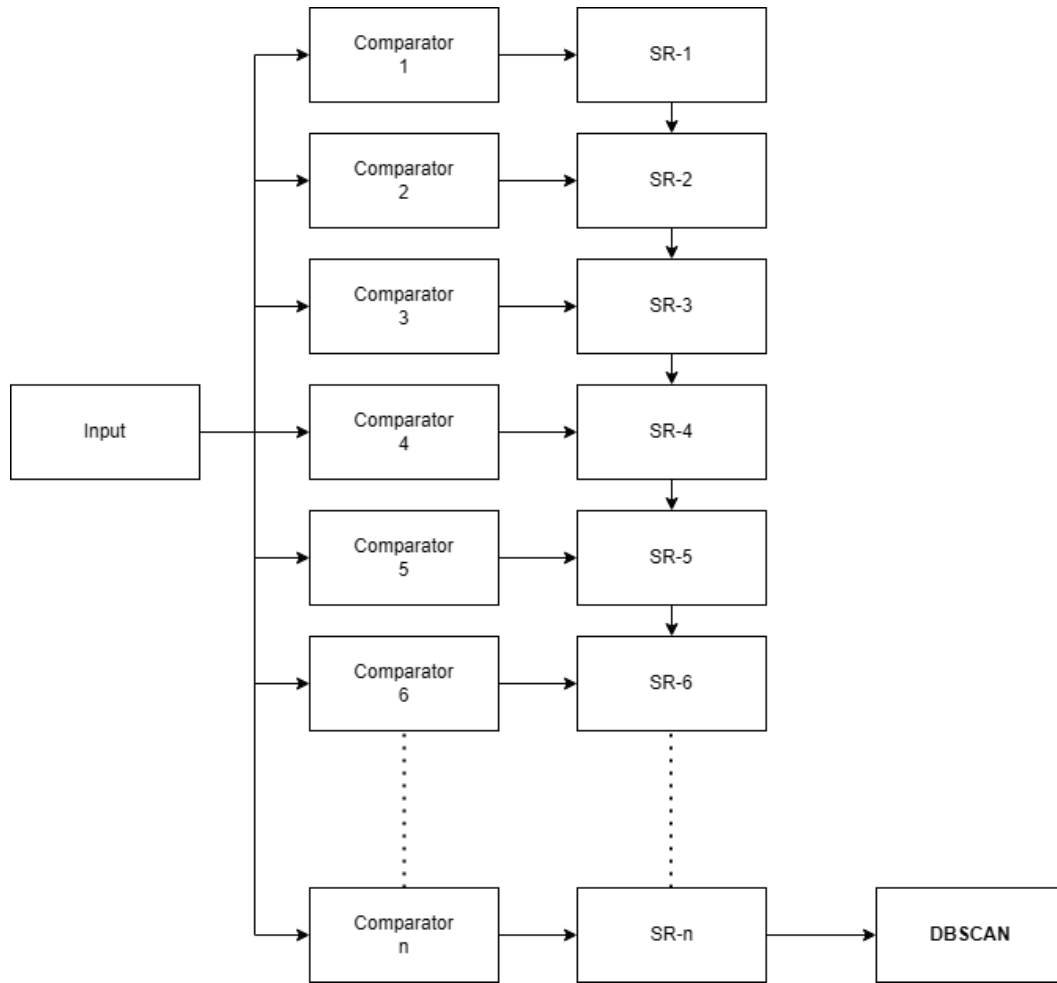 Comparator
1
SR-1
Comparator
2
SR-2
Comparator
3
SR-3
Input
Comparator
4
SR-4
Comparator
5
SR-5
Comparator
6
SR-6
Comparator
n
SR-n
DBSCAN